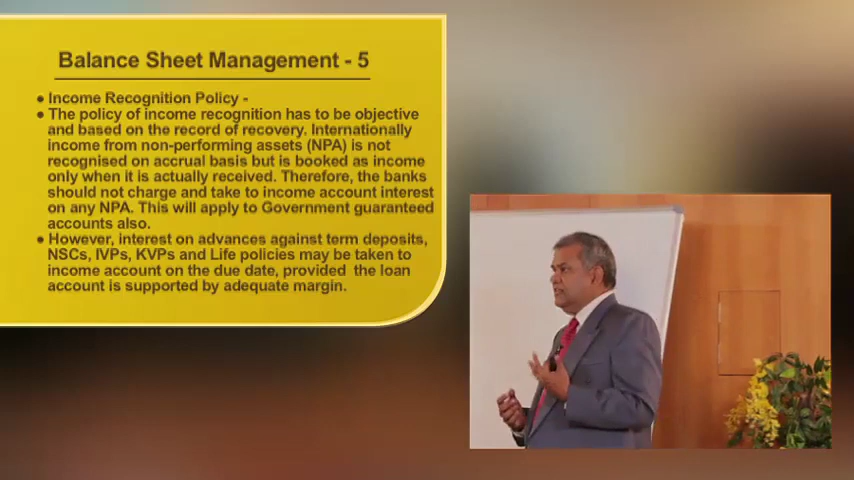 Balance Sheet Management - 5
● Income Recognition Policy -
● The policy of income recognition has to be objective
and based on the record of recovery. Internationally
income from non-performing assets (NPA) is not
recognised on accrual basis but is booked as income
only when it is actually received. Therefore, the banks
should not charge and take to income account interest
on any NPA. This will apply to Government guaranteed
accounts also.
● However, interest on advances against term deposits,
NSCs, IVPs, KVPs and Life policies may be taken to
income account on the due date, provided the loan
account is supported by adequate margin.